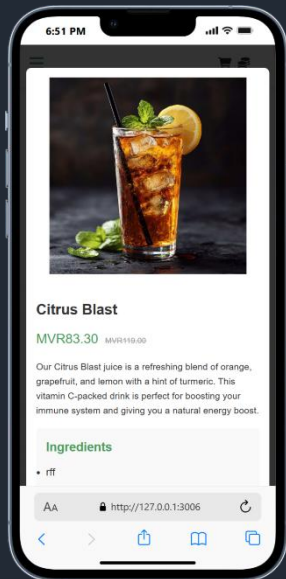 6:51 PM
Citrus Blast
MVR83.30 MVR119.00
Our Citrus Blast juice is a refreshing blend of orange,
grapefruit, and lemon with a hint of turmeric. This
vitamin C-packed drink is perfect for boosting your
immune system and giving you a natural energy boost.
Ingredients
• rff
AA http://127.0.0.1:3006